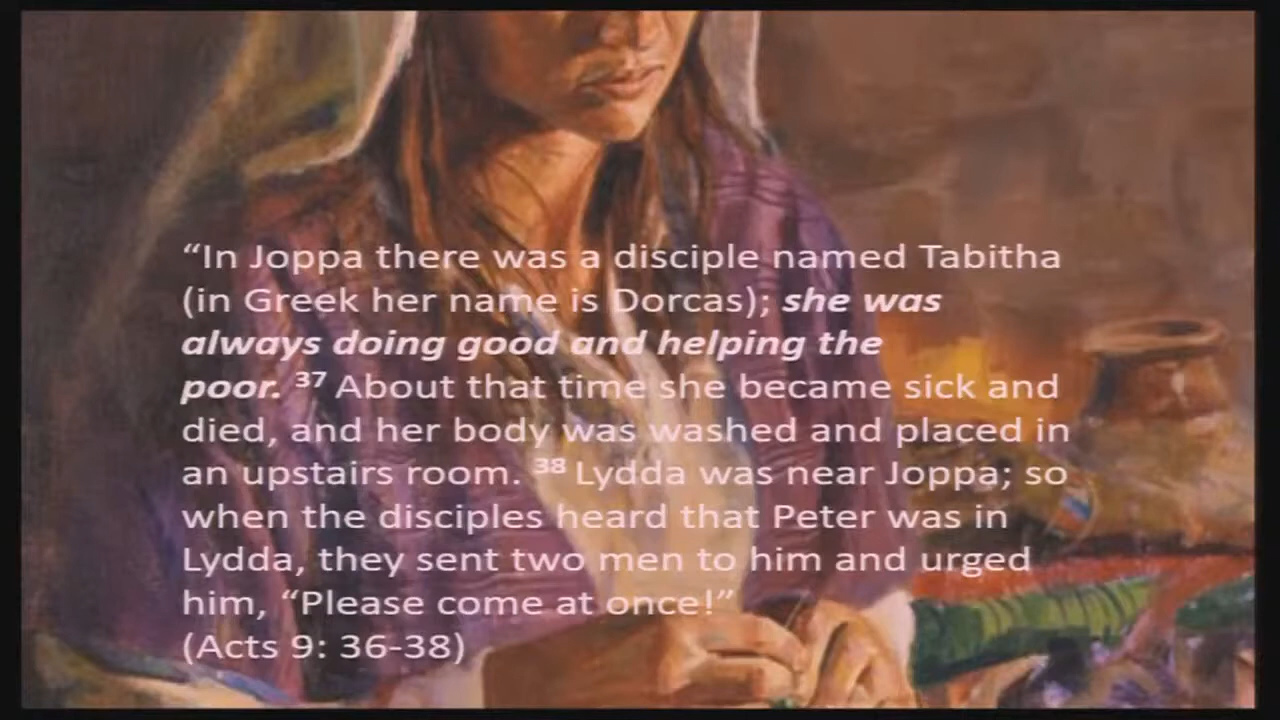 “In Joppa there was a disciple named Tabitha
(in Greek her name is Dorcas); she was
always doing good and helping the
poor. ³⁷ About that time she became sick and
died, and her body was washed and placed in
an upstairs room. ³⁸ Lydda was near Joppa; so
when the disciples heard that Peter was in
Lydda, they sent two men to him and urged
him, “Please come at once!”
(Acts 9: 36-38)